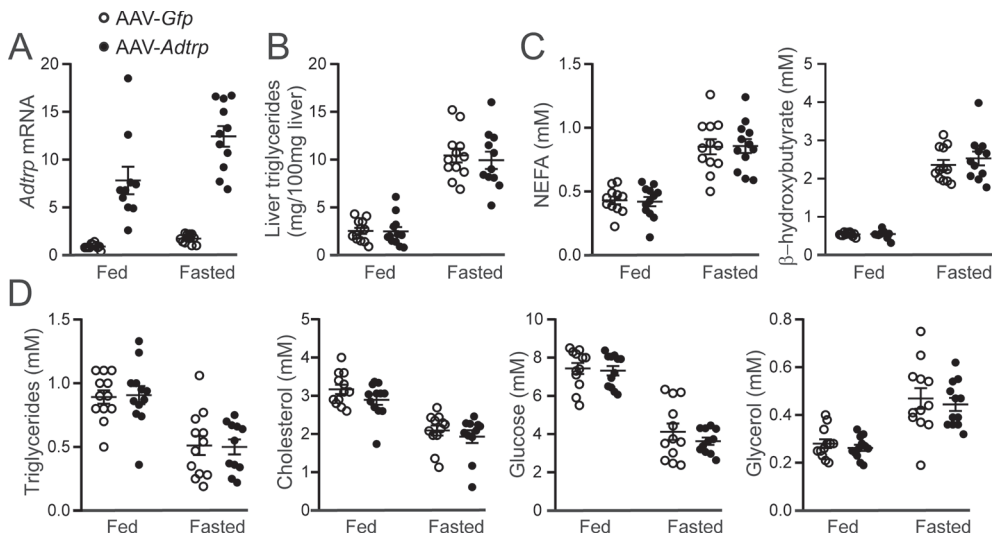 AAV-Gfp
AAV-Adtrp
A
Adtrp mRNA
20
15
10
5
0
Fed
Fasted
B
Liver triglycerides
(mg/100mg liver)
20
15
10
5
0
Fed
Fasted
C
NEFA (mM)
1.5
1.0
0.5
0.0
Fed
Fasted
β−hydroxybutyrate (mM)
5
4
3
2
1
0
Fed
Fasted
D
Triglycerides (mM)
1.5
1.0
0.5
0.0
Fed
Fasted
Cholesterol (mM)
5
4
3
2
1
0
Fed
Fasted
Glucose (mM)
10
8
6
4
2
0
Fed
Fasted
Glycerol (mM)
0.8
0.6
0.4
0.2
0.0
Fed
Fasted